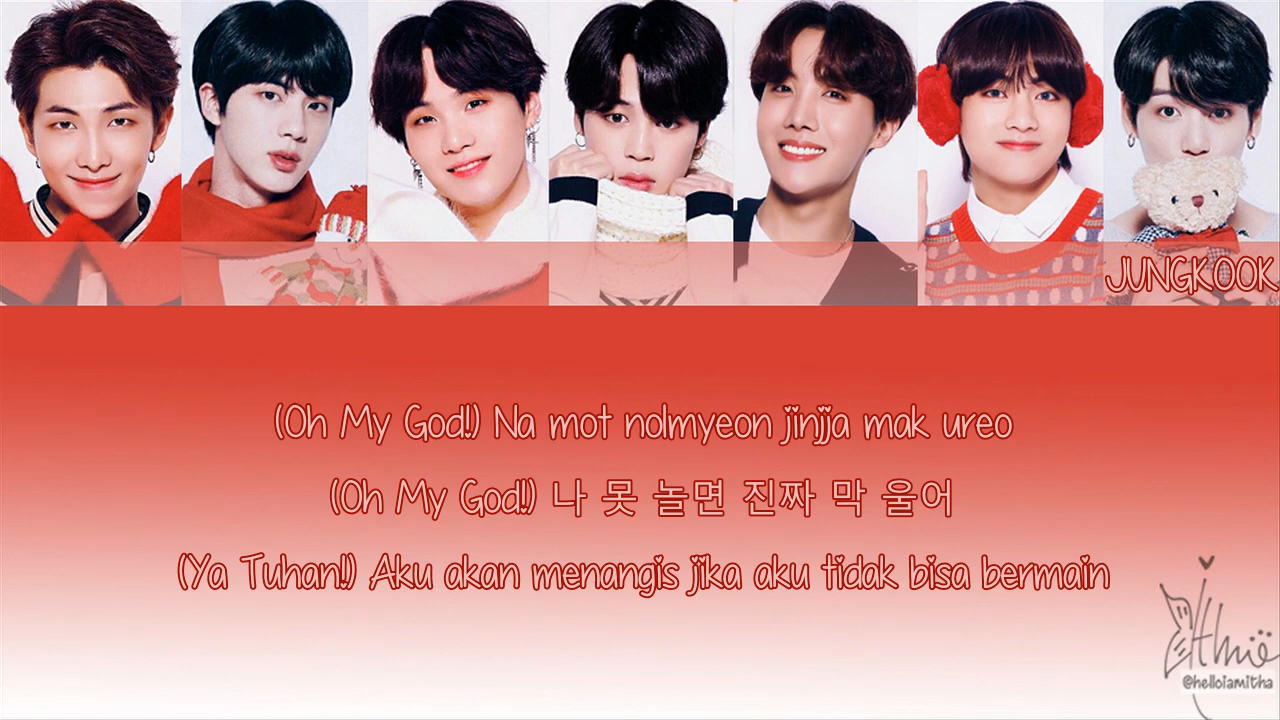 JUNGKOOK
(Oh My God!) Na mot nolmyeon jinjja mak ureo
(Oh My God!) 나 못 놀면 진짜 막 울어
(Ya Tuhan!) Aku akan menangis jika aku tidak bisa bermain
@helloiamitha